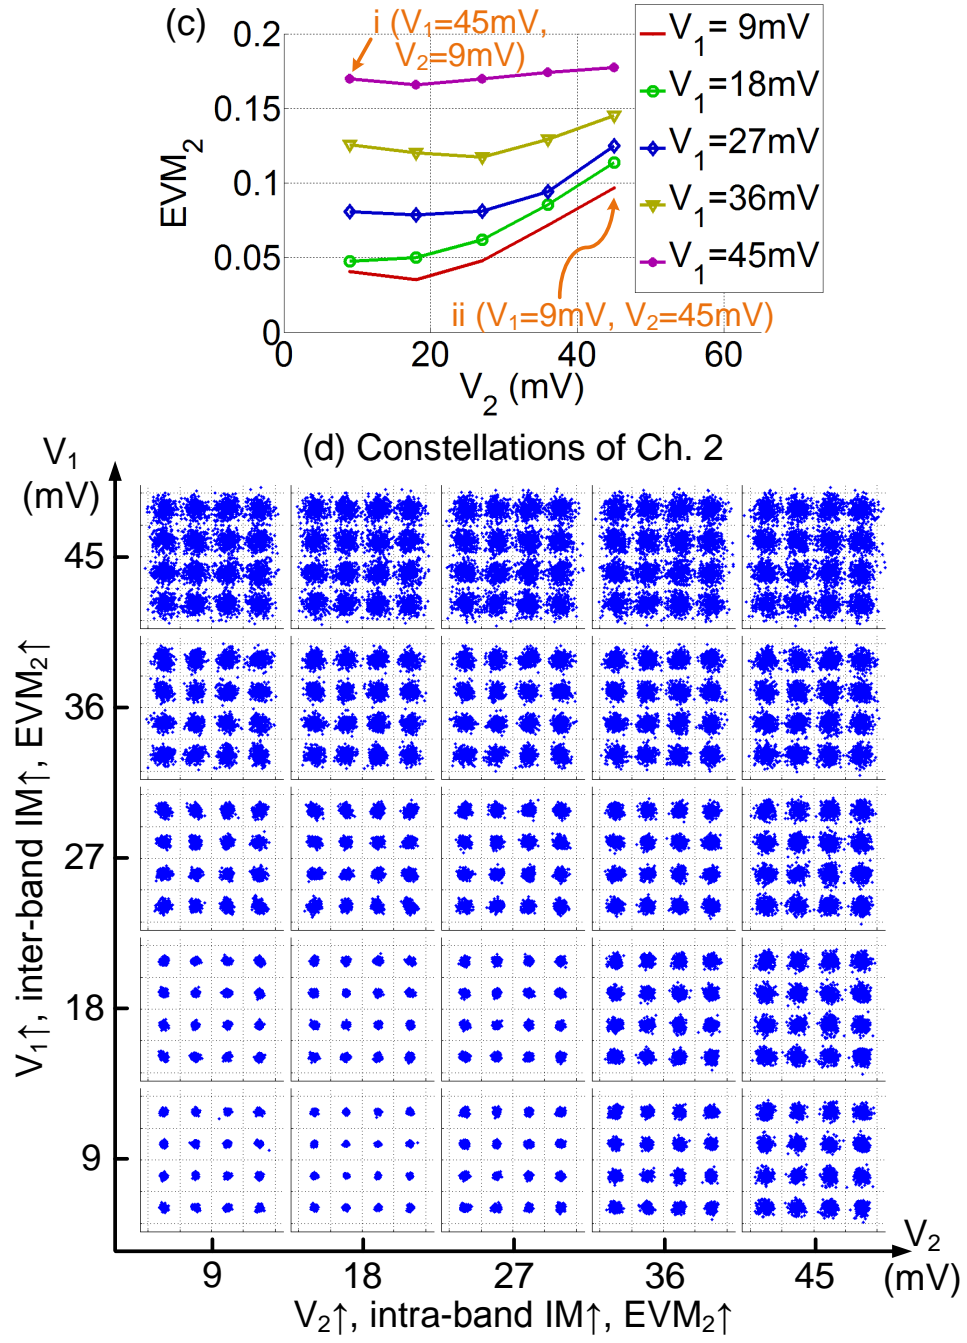 (c)
i (V1=45mV,
V2=9mV)
0.2
0.15
0.1
0.05
0
EVM2
0 20 40 60
V2 (mV)
V1= 9mV
V1=18mV
V1=27mV
V1=36mV
V1=45mV
ii (V1=9mV, V2=45mV)
(d) Constellations of Ch. 2
V1
(mV)
45
36
27
18
9
V1↑, inter-band IM↑, EVM2↑
9 18 27 36 45
V2
(mV)
V2↑, intra-band IM↑, EVM2↑